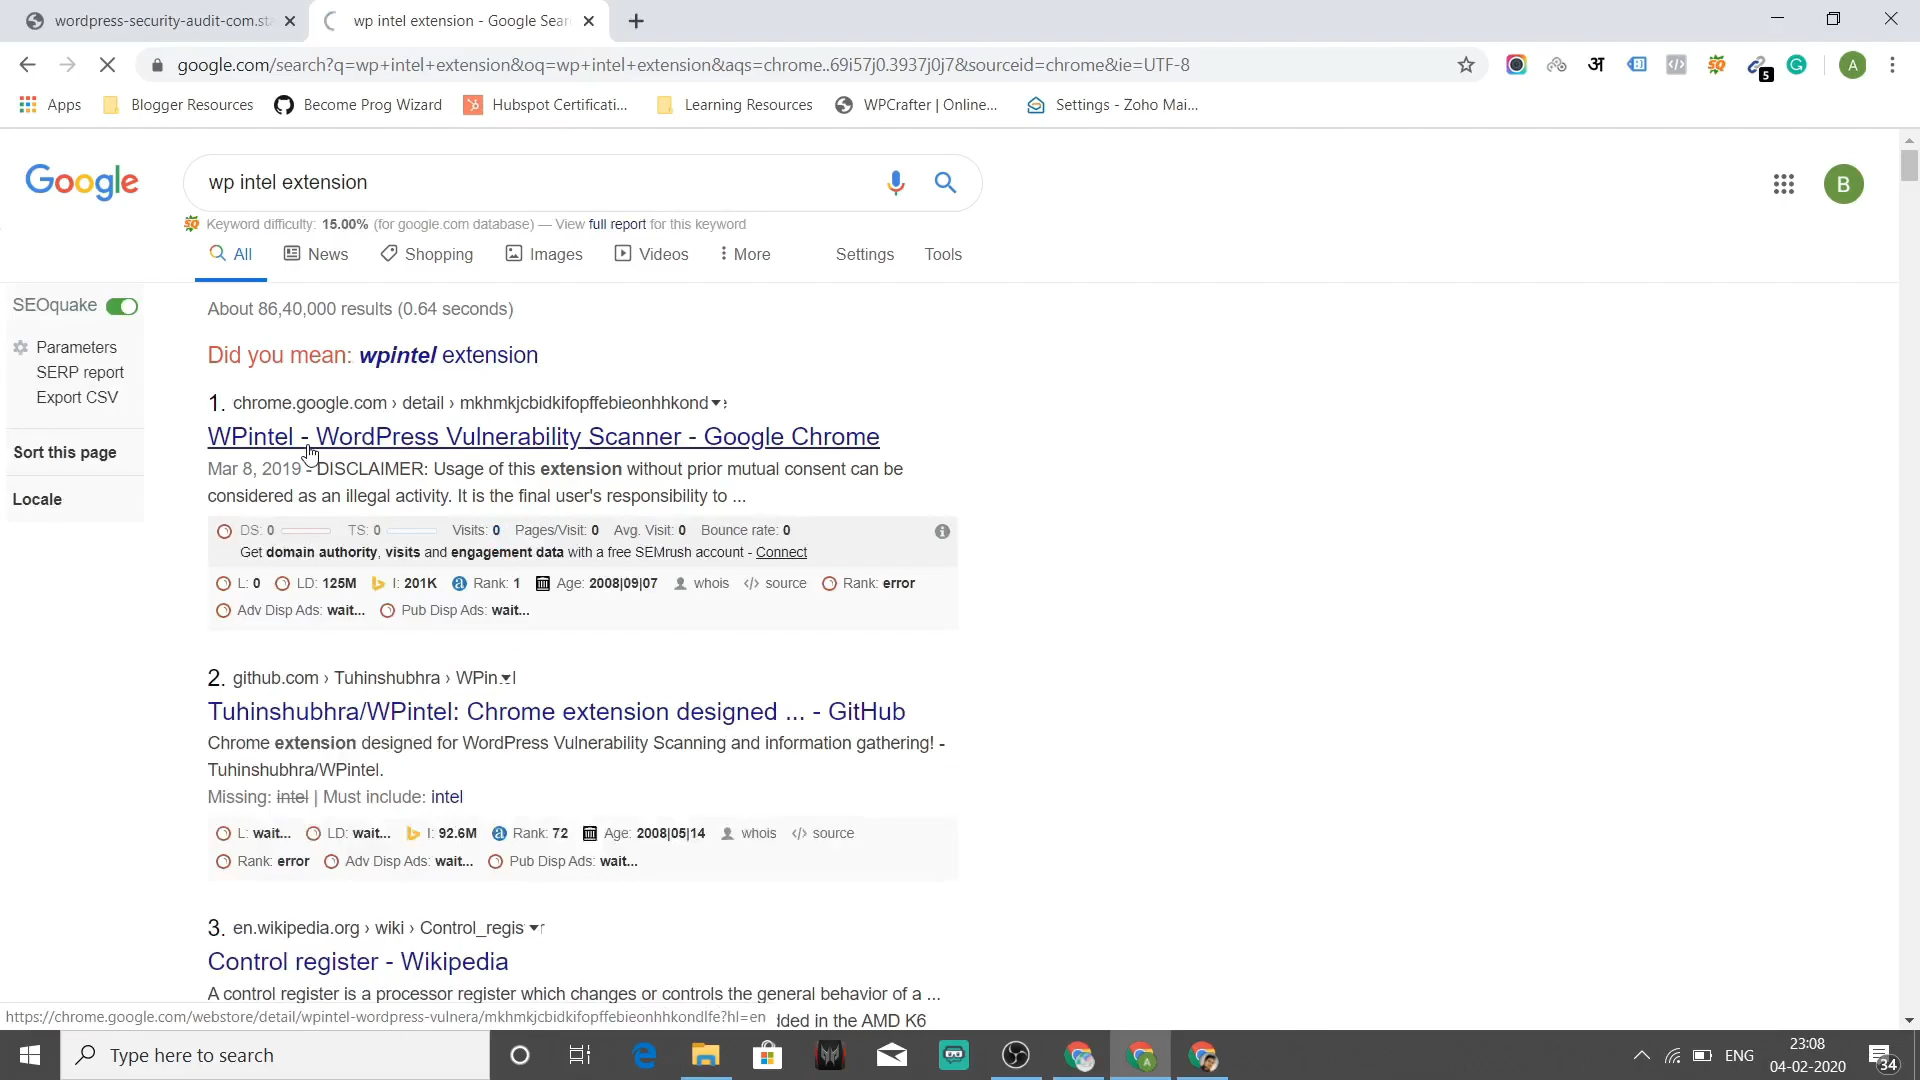 wordpress-security-audit-com.sta
wp intel extension - Google Sear
google.com/search?q=wp+intel+extension&oq=wp+intel+extension&aqs=chrome..69i57j0.3937j0j7&sourceid=chrome&ie=UTF-8
अ
5
A
Apps
Blogger Resources
Become Prog Wizard
Hubspot Certificati...
Learning Resources
WPCrafter | Online...
Settings - Zoho Mai...
Google
wp intel extension
B
Keyword difficulty: 15.00% (for google.com database) — View full report for this keyword
All
News
Shopping
Images
Videos
More
Settings
Tools
SEOquake
Parameters
SERP report
Export CSV
Sort this page
Locale
About 86,40,000 results (0.64 seconds)
Did you mean: wpintel extension
1. chrome.google.com › detail › mkhmkjcbidkifopffebieonhhkond
WPintel - WordPress Vulnerability Scanner - Google Chrome
Mar 8, 2019 - DISCLAIMER: Usage of this extension without prior mutual consent can be
considered as an illegal activity. It is the final user's responsibility to ...
DS: 0 TS: 0 Visits: 0 Pages/Visit: 0 Avg. Visit: 0 Bounce rate: 0
Get domain authority, visits and engagement data with a free SEMrush account - Connect
L: 0 LD: 125M I: 201K Rank: 1 Age: 2008|09|07 whois </> source Rank: error
Adv Disp Ads: wait... Pub Disp Ads: wait...
2. github.com › Tuhinshubhra › WPin
Tuhinshubhra/WPintel: Chrome extension designed ... - GitHub
Chrome extension designed for WordPress Vulnerability Scanning and information gathering! -
Tuhinshubhra/WPintel.
Missing: intel | Must include: intel
L: wait... LD: wait... I: 92.6M Rank: 72 Age: 2008|05|14 whois </> source
Rank: error Adv Disp Ads: wait... Pub Disp Ads: wait...
3. en.wikipedia.org › wiki › Control_regis
Control register - Wikipedia
A control register is a processor register which changes or controls the general behavior of a ...
https://chrome.google.com/webstore/detail/wpintel-wordpress-vulnera/mkhmkjcbidkifopffebieonhhkondlfe?hl=en
dded in the AMD K6
Type here to search
ENG
23:08
04-02-2020
34